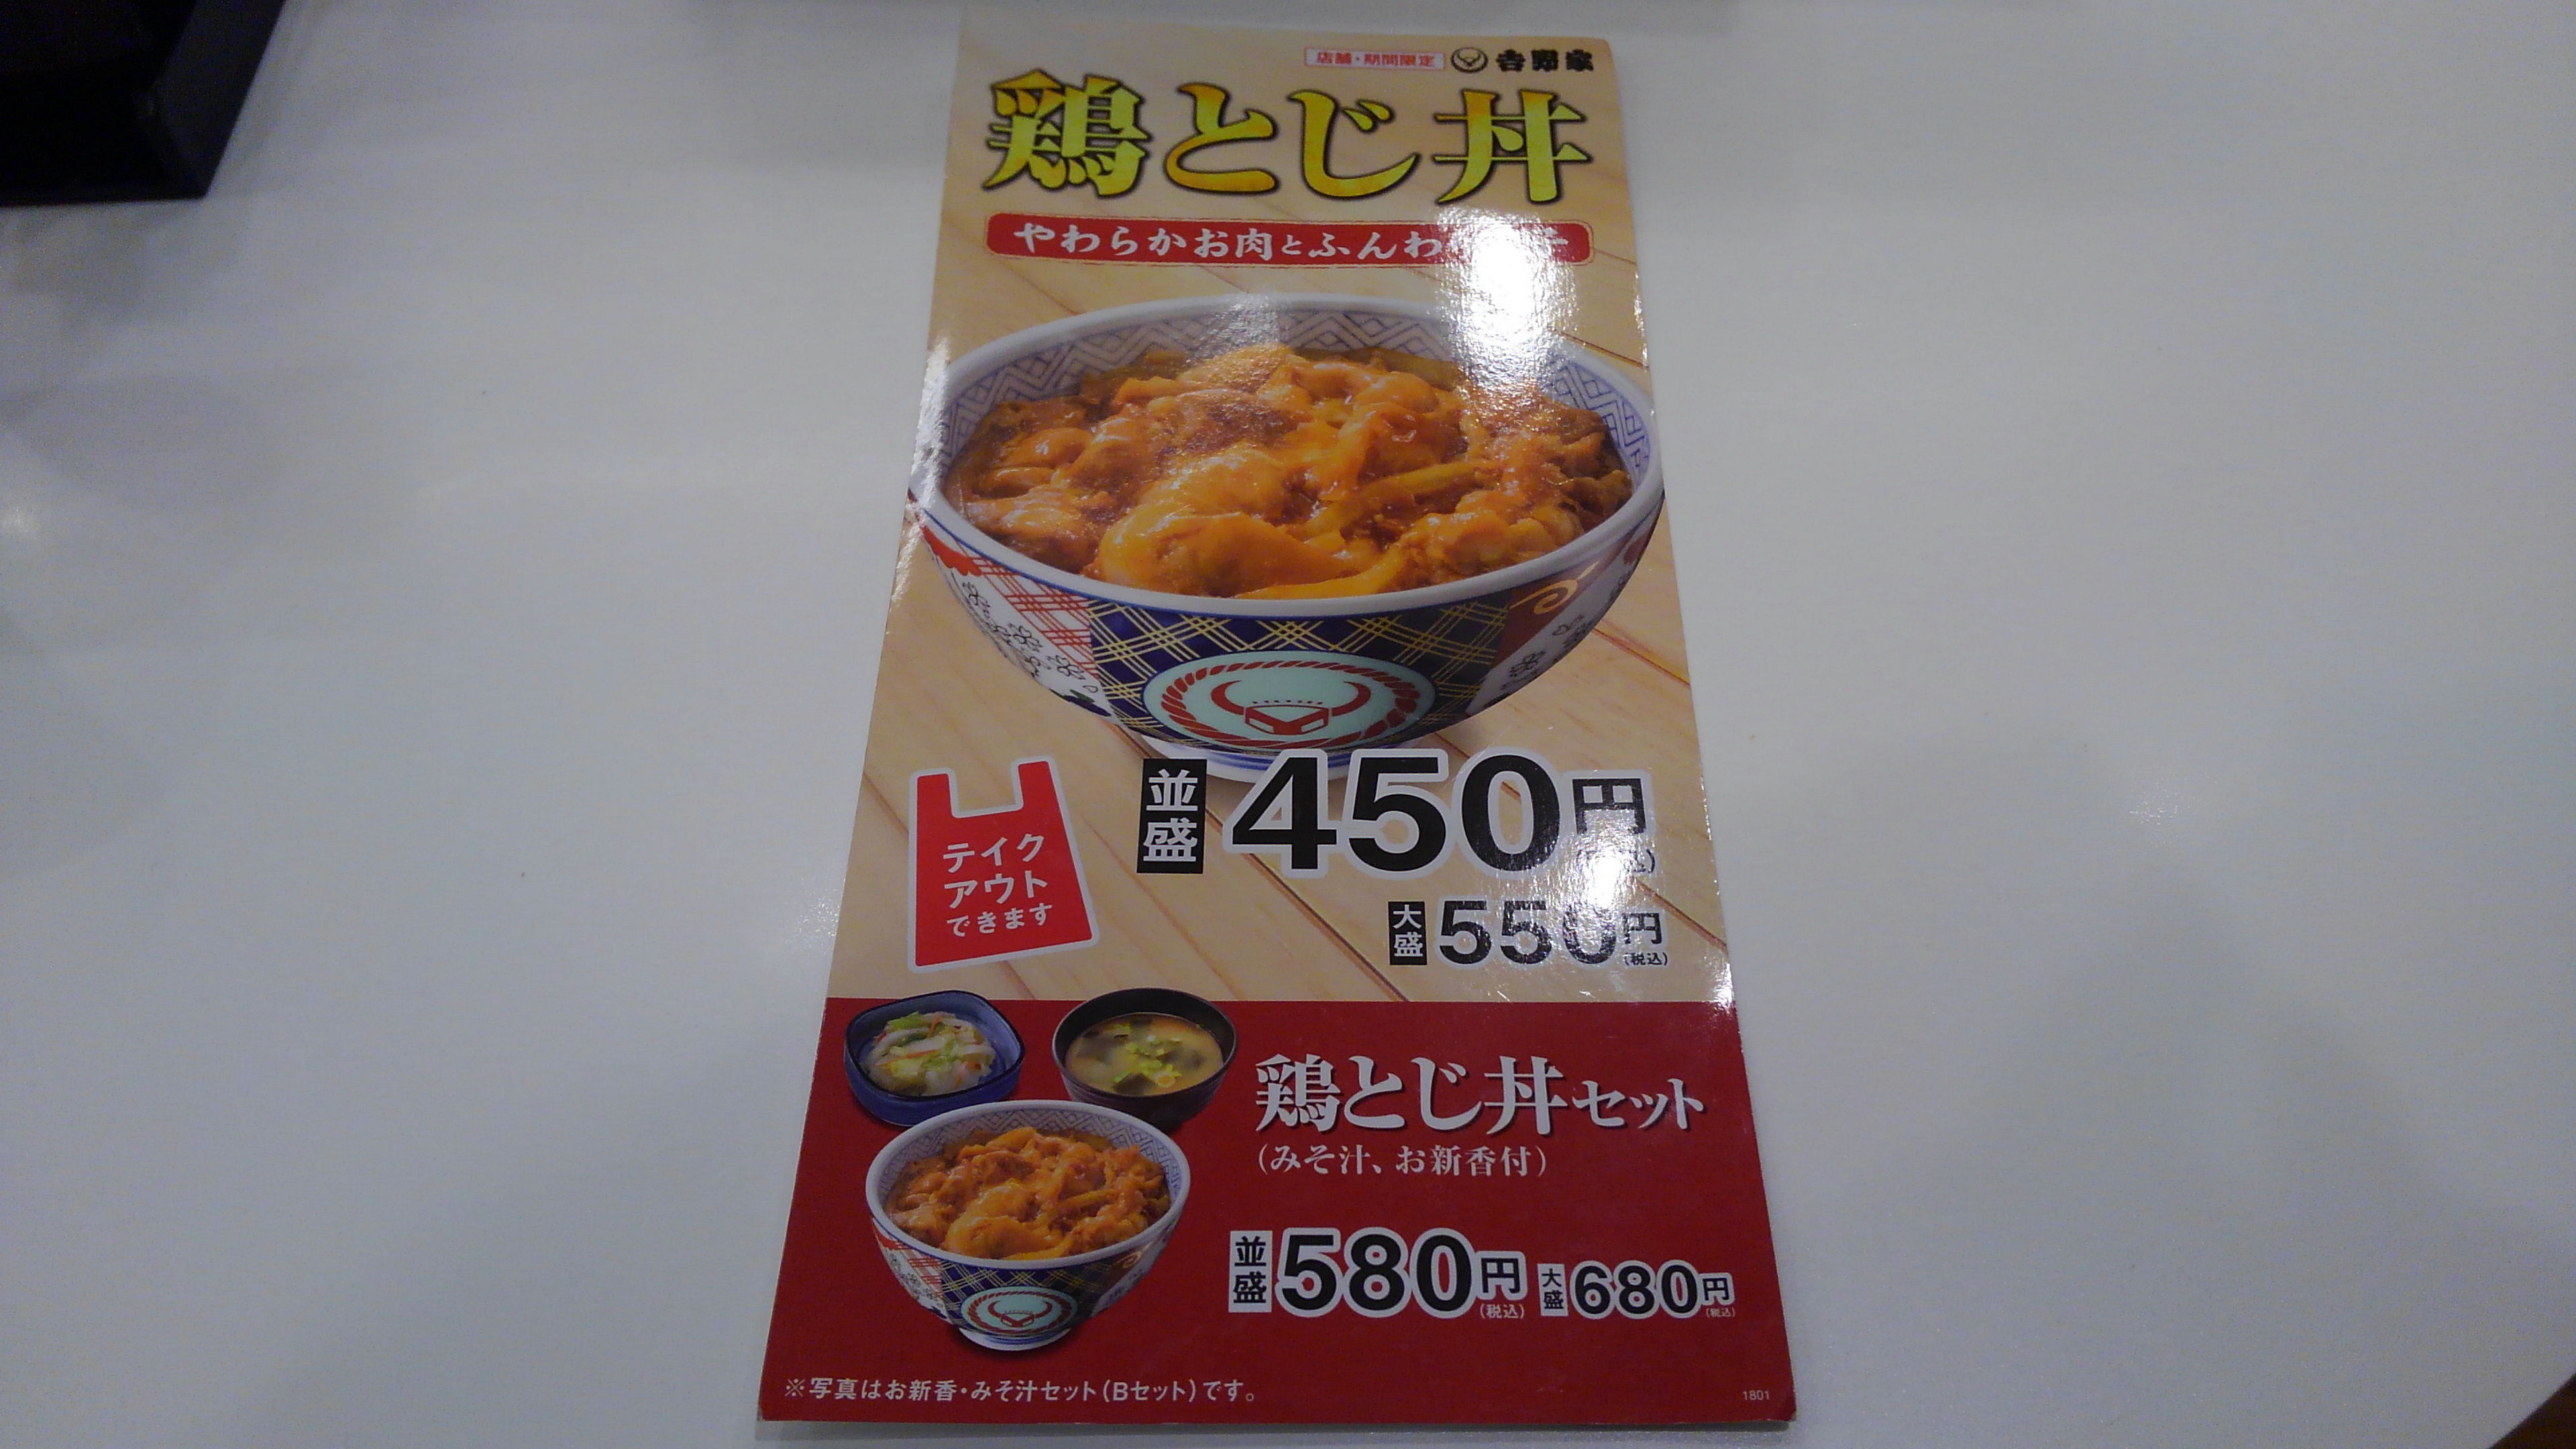 店舗・期間限定 吉野家
鶏とじ丼
やわらかお肉とふんわ
テイク
アウト
できます
並盛 450円
大盛 550円
(税込)
鶏とじ丼セット
(みそ汁、お新香付)
並盛 580円 大盛 680円
(税込) (税込)
※写真はお新香・みそ汁セット(Bセット)です。
1801